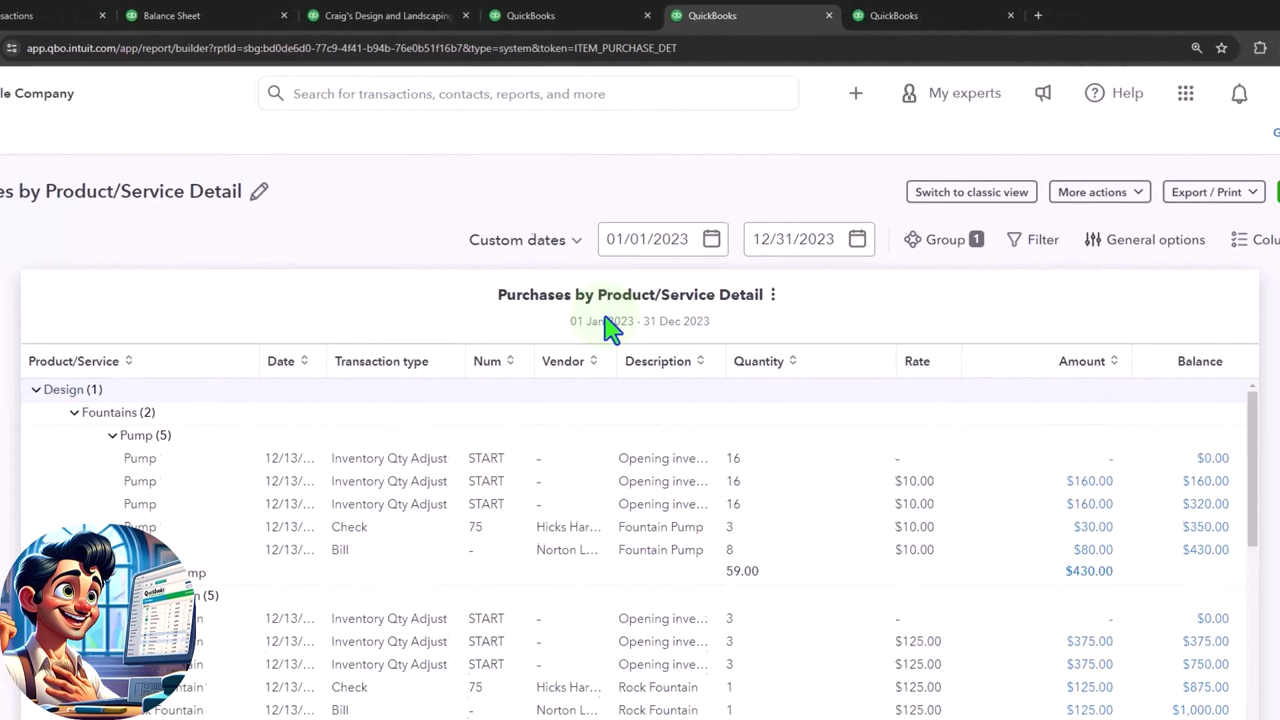 nsactions
Balance Sheet
Craig's Design and Landscaping
QuickBooks
QuickBooks
QuickBooks
app.qbo.intuit.com/app/report/builder?rptId=sbg:bd0de6d0-77c9-4f41-b94b-76e0b51f16b7&type=system&token=ITEM_PURCHASE_DET
le Company
Search for transactions, contacts, reports, and more
My experts
Help
G
es by Product/Service Detail
Switch to classic view
More actions
Export / Print
Custom dates
01/01/2023
12/31/2023
Group 1
Filter
General options
Colu
Purchases by Product/Service Detail
01 Jan 2023 - 31 Dec 2023
Product/Service Date Transaction type Num Vendor Description Quantity Rate Amount Balance
Design (1)
Fountains (2)
Pump (5)
Pump 12/13/... Inventory Qty Adjust START - Opening inve... 16 - - $0.00
Pump 12/13/... Inventory Qty Adjust START - Opening inve... 16 $10.00 $160.00 $160.00
Pump 12/13/... Inventory Qty Adjust START - Opening inve... 16 $10.00 $160.00 $320.00
Pump 12/13/... Check 75 Hicks Har... Fountain Pump 3 $10.00 $30.00 $350.00
12/13/... Bill - Norton L... Fountain Pump 8 $10.00 $80.00 $430.00
mp 59.00 $430.00
(5)
12/13/... Inventory Qty Adjust START - Opening inve... 3 - - $0.00
12/13/... Inventory Qty Adjust START - Opening inve... 3 $125.00 $375.00 $375.00
12/13/... Inventory Qty Adjust START - Opening inve... 3 $125.00 $375.00 $750.00
12/13/... Check 75 Hicks Har... Rock Fountain 1 $125.00 $125.00 $875.00
Fountain 12/13/... Bill - Norton L... Rock Fountain 1 $125.00 $125.00 $1,000.00
QuickBooks